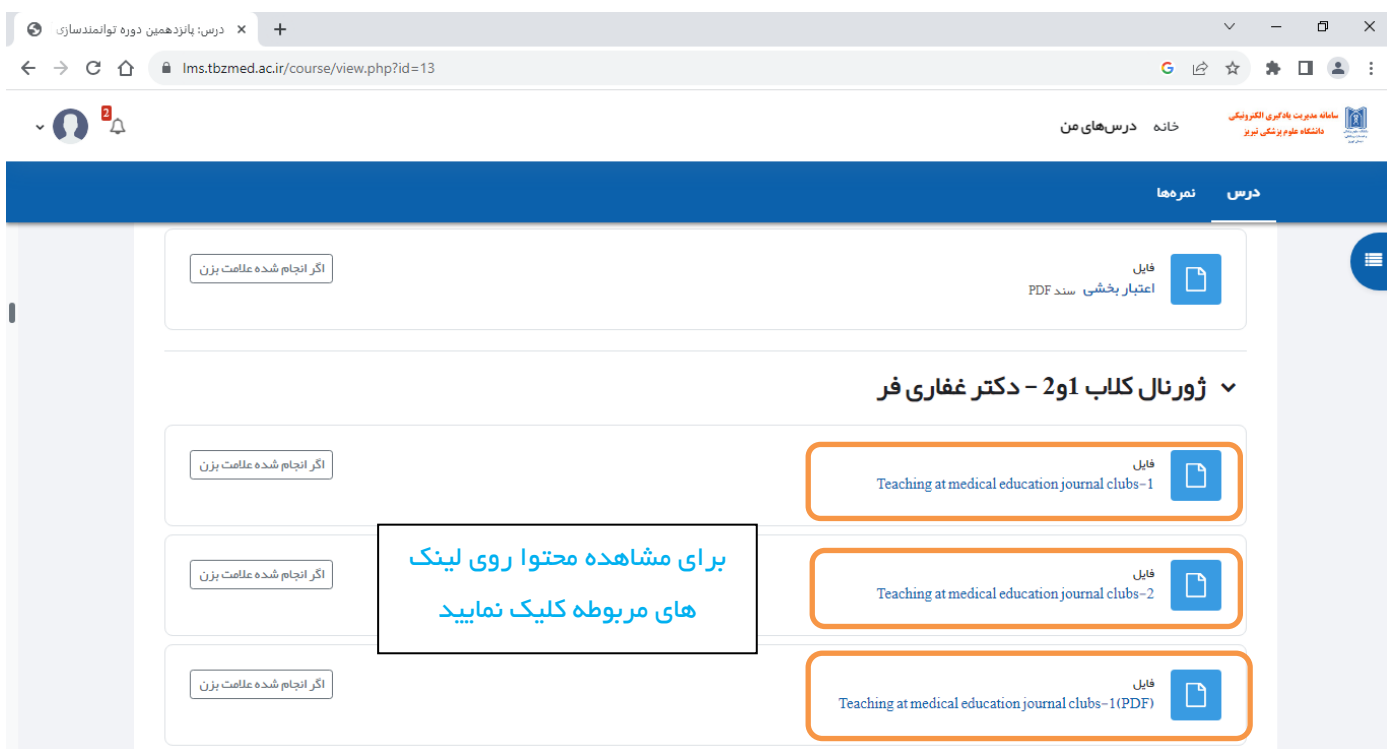 درس: پانزدهمین دوره توانمندسازی
lms.tbzmed.ac.ir/course/view.php?id=13
سامانه مدیریت یادگیری الکترونیکی
دانشگاه علوم پزشکی تبریز
خانه درس‌های من
2
درس نمره‌ها
فایل
اعتبار بخشی سند PDF
اگر انجام شده علامت بزن
ژورنال کلاب 1و2 - دکتر غفاری فر
فایل
Teaching at medical education journal clubs-1
اگر انجام شده علامت بزن
فایل
Teaching at medical education journal clubs-2
اگر انجام شده علامت بزن
برای مشاهده محتوا روی لینک
های مربوطه کلیک نمایید
فایل
Teaching at medical education journal clubs-1(PDF)
اگر انجام شده علامت بزن